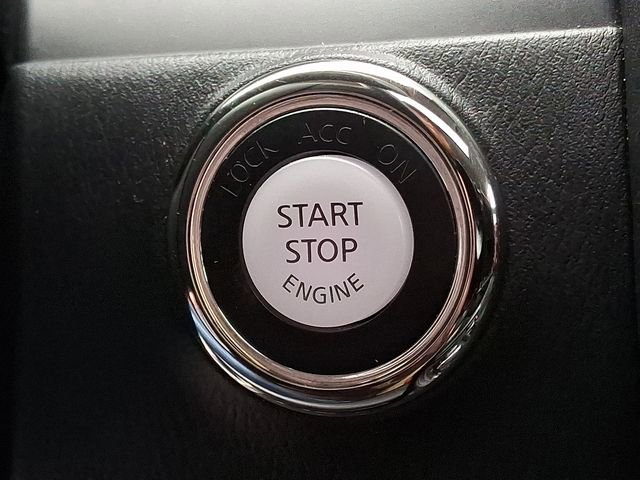 LOCK ACC ON
START
STOP
ENGINE